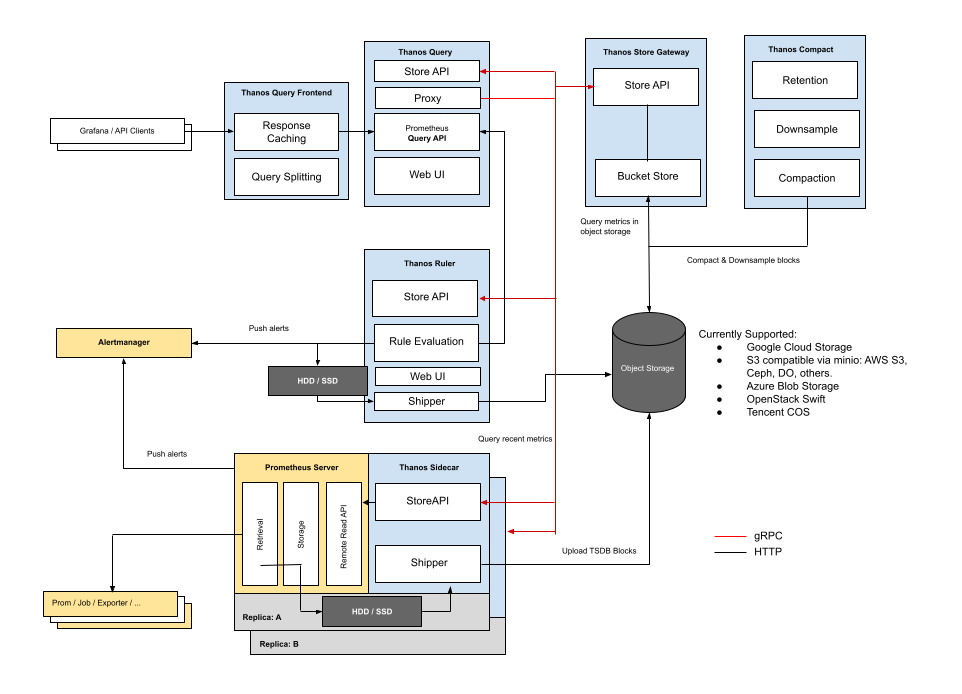 Thanos Query Frontend
Response
Caching
Query Splitting
Grafana / API Clients
Thanos Query
Store API
Proxy
Prometheus
Query API
Web UI
Thanos Store Gateway
Store API
Bucket Store
Thanos Compact
Retention
Downsample
Compaction
Query metrics in
object storage
Compact & Downsample blocks
Thanos Ruler
Store API
Rule Evaluation
Web UI
Shipper
Push alerts
Alertmanager
HDD / SSD
Object Storage
Currently Supported:
● Google Cloud Storage
● S3 compatible via minio: AWS S3,
Ceph, DO, others.
● Azure Blob Storage
● OpenStack Swift
● Tencent COS
Query recent metrics
Push alerts
Prometheus Server
Retrieval
Storage
Remote Read API
Thanos Sidecar
StoreAPI
Shipper
Upload TSDB Blocks
gRPC
HTTP
Prom / Job / Exporter / ...
HDD / SSD
Replica: A
Replica: B